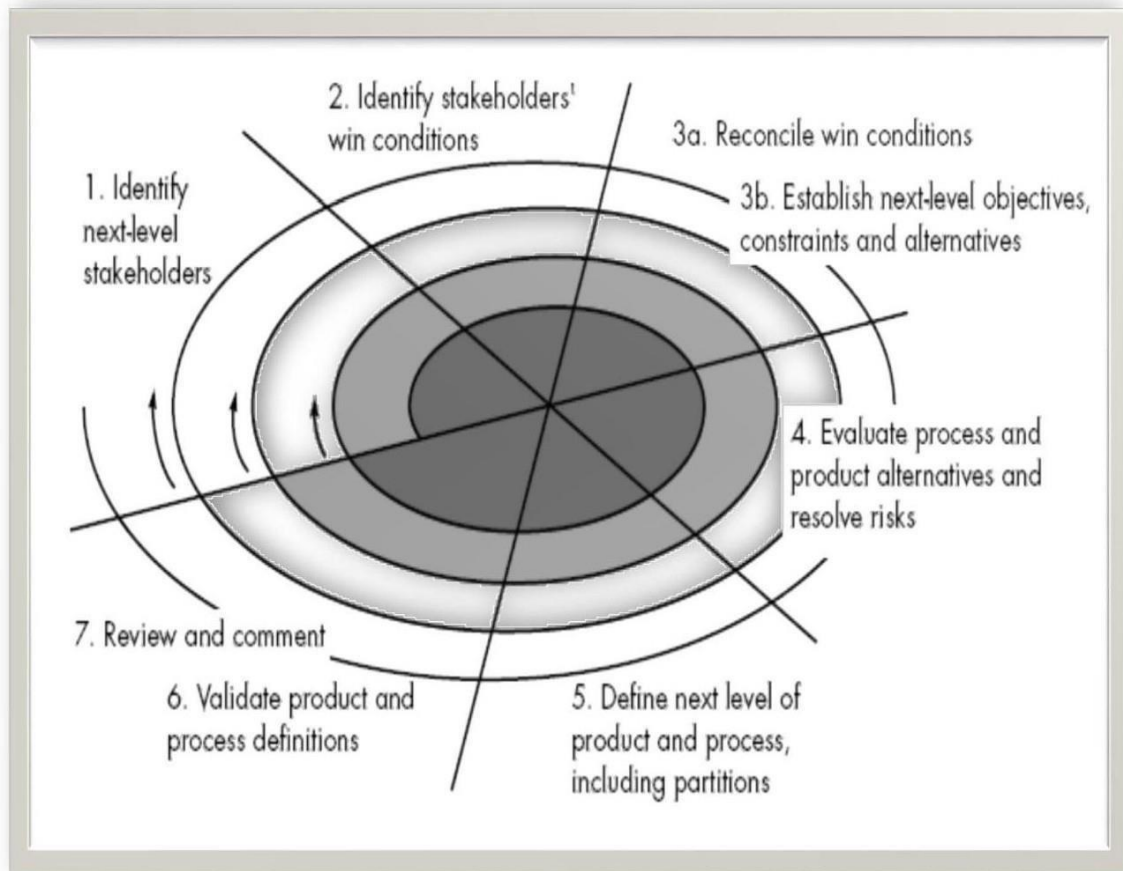 2. Identify stakeholders'
win conditions
3a. Reconcile win conditions
1. Identify
next-level
stakeholders
3b. Establish next-level objectives,
constraints and alternatives
4. Evaluate process and
product alternatives and
resolve risks
7. Review and comment
6. Validate product and
process definitions
5. Define next level of
product and process,
including partitions